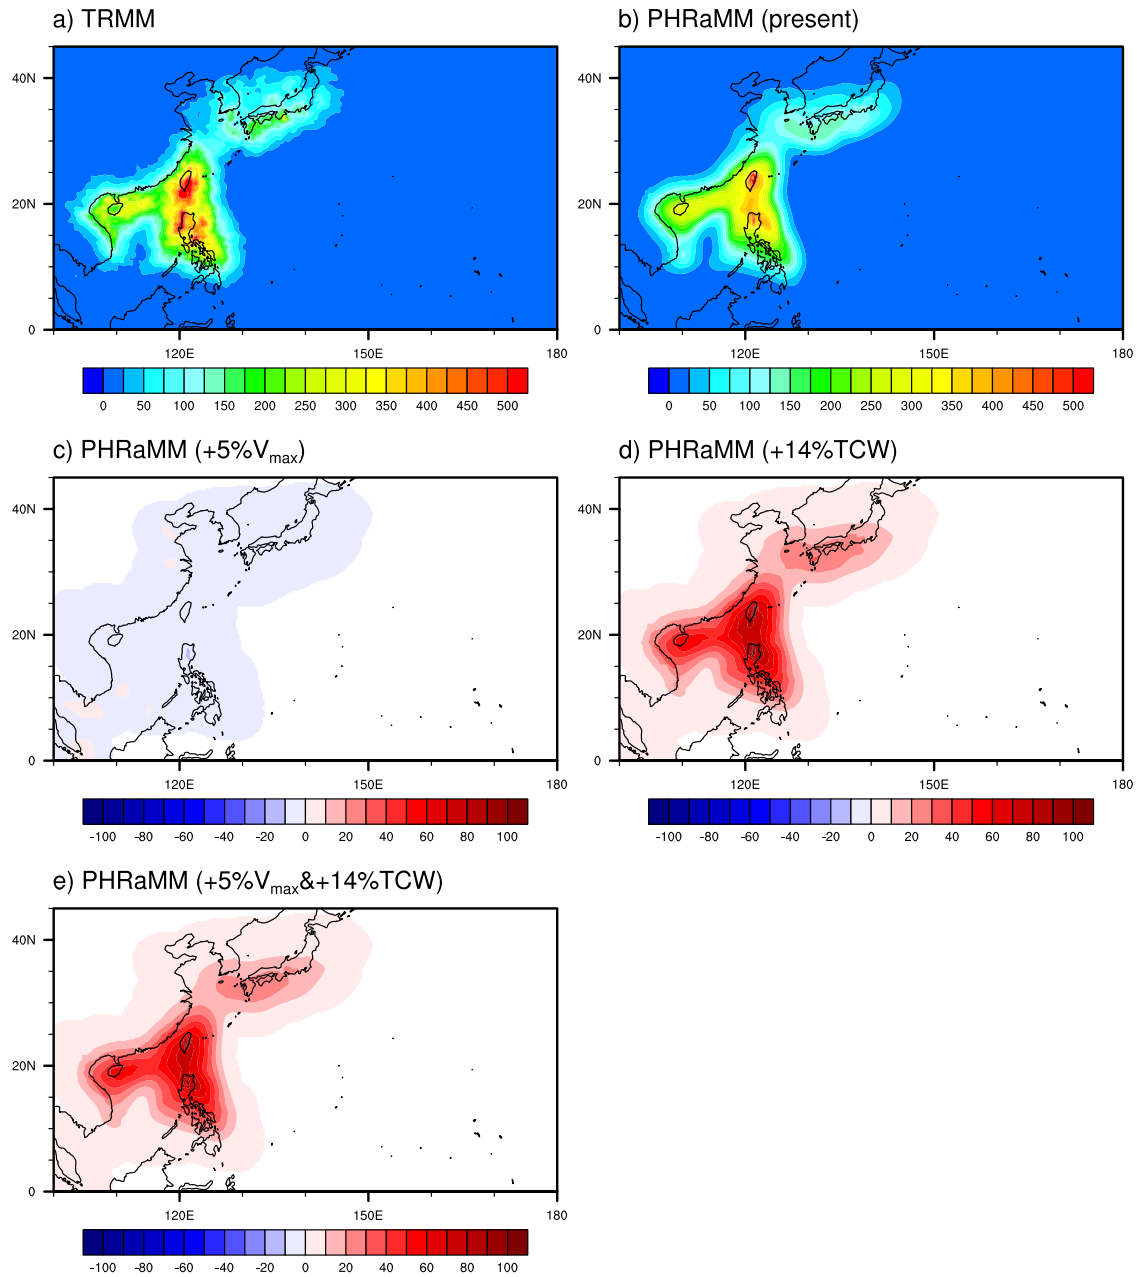 a) TRMM
b) PHRaMM (present)
40N
20N
0
120E 150E 180
0 50 100 150 200 250 300 350 400 450 500
40N
20N
0
120E 150E 180
0 50 100 150 200 250 300 350 400 450 500
c) PHRaMM (+5%Vmax)
d) PHRaMM (+14%TCW)
40N
20N
0
120E 150E 180
-100 -80 -60 -40 -20 0 20 40 60 80 100
40N
20N
0
120E 150E 180
-100 -80 -60 -40 -20 0 20 40 60 80 100
e) PHRaMM (+5%Vmax&+14%TCW)
40N
20N
0
120E 150E 180
-100 -80 -60 -40 -20 0 20 40 60 80 100